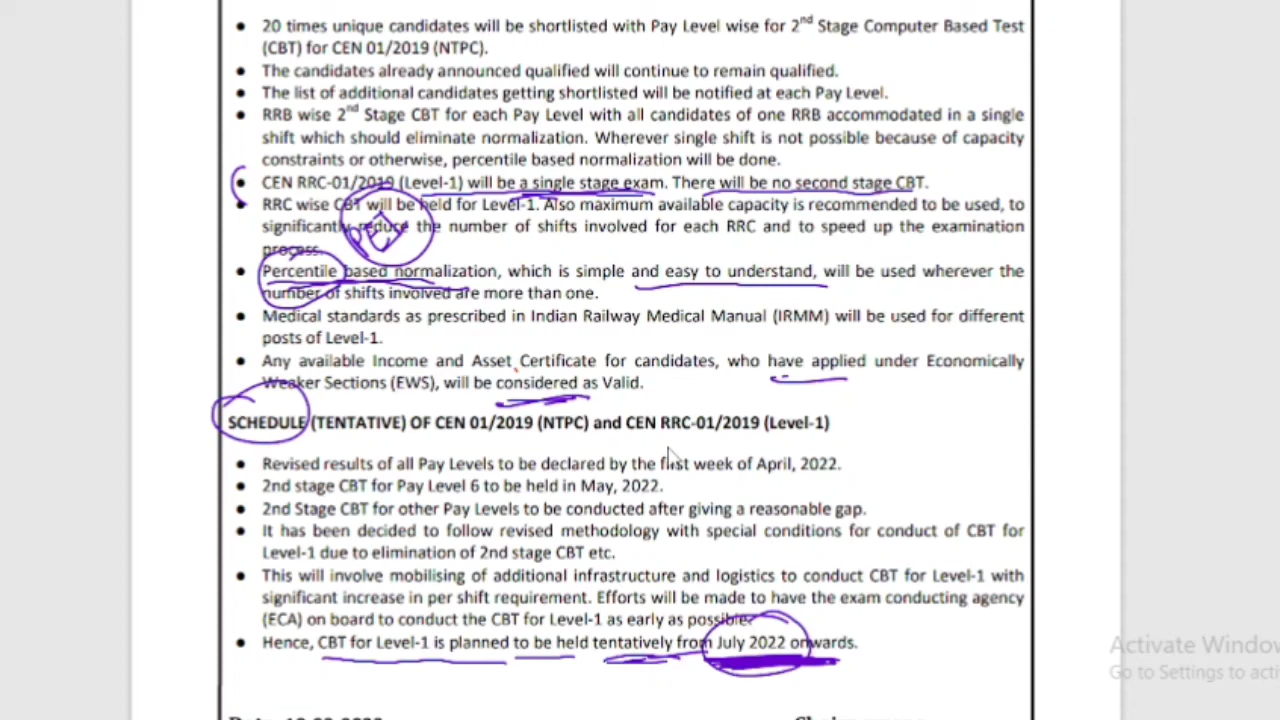 20 times unique candidates will be shortlisted with Pay Level wise for 2nd Stage Computer Based Test
(CBT) for CEN 01/2019 (NTPC).
The candidates already announced qualified will continue to remain qualified.
The list of additional candidates getting shortlisted will be notified at each Pay Level.
RRB wise 2nd Stage CBT for each Pay Level with all candidates of one RRB accommodated in a single
shift which should eliminate normalization. Wherever single shift is not possible because of capacity
constraints or otherwise, percentile based normalization will be done.
CEN RRC-01/2019 (Level-1) will be a single stage exam. There will be no second stage CBT.
RRC wise CBT will be held for Level-1. Also maximum available capacity is recommended to be used, to
significantly reduce the number of shifts involved for each RRC and to speed up the examination
PET
process.
Percentile based normalization, which is simple and easy to understand, will be used wherever the
number of shifts involved are more than one.
Medical standards as prescribed in Indian Railway Medical Manual (IRMM) will be used for different
posts of Level-1.
Any available Income and Asset Certificate for candidates, who have applied under Economically
Weaker Sections (EWS), will be considered as Valid.
SCHEDULE (TENTATIVE) OF CEN 01/2019 (NTPC) and CEN RRC-01/2019 (Level-1)
Revised results of all Pay Levels to be declared by the first week of April, 2022.
2nd stage CBT for Pay Level 6 to be held in May, 2022.
2nd Stage CBT for other Pay Levels to be conducted after giving a reasonable gap.
It has been decided to follow revised methodology with special conditions for conduct of CBT for
Level-1 due to elimination of 2nd stage CBT etc.
This will involve mobilising of additional infrastructure and logistics to conduct CBT for Level-1 with
significant increase in per shift requirement. Efforts will be made to have the exam conducting agency
(ECA) on board to conduct the CBT for Level-1 as early as possible.
Hence, CBT for Level-1 is planned to be held tentatively from July 2022 onwards.
Activate Window
Go to Settings to acti